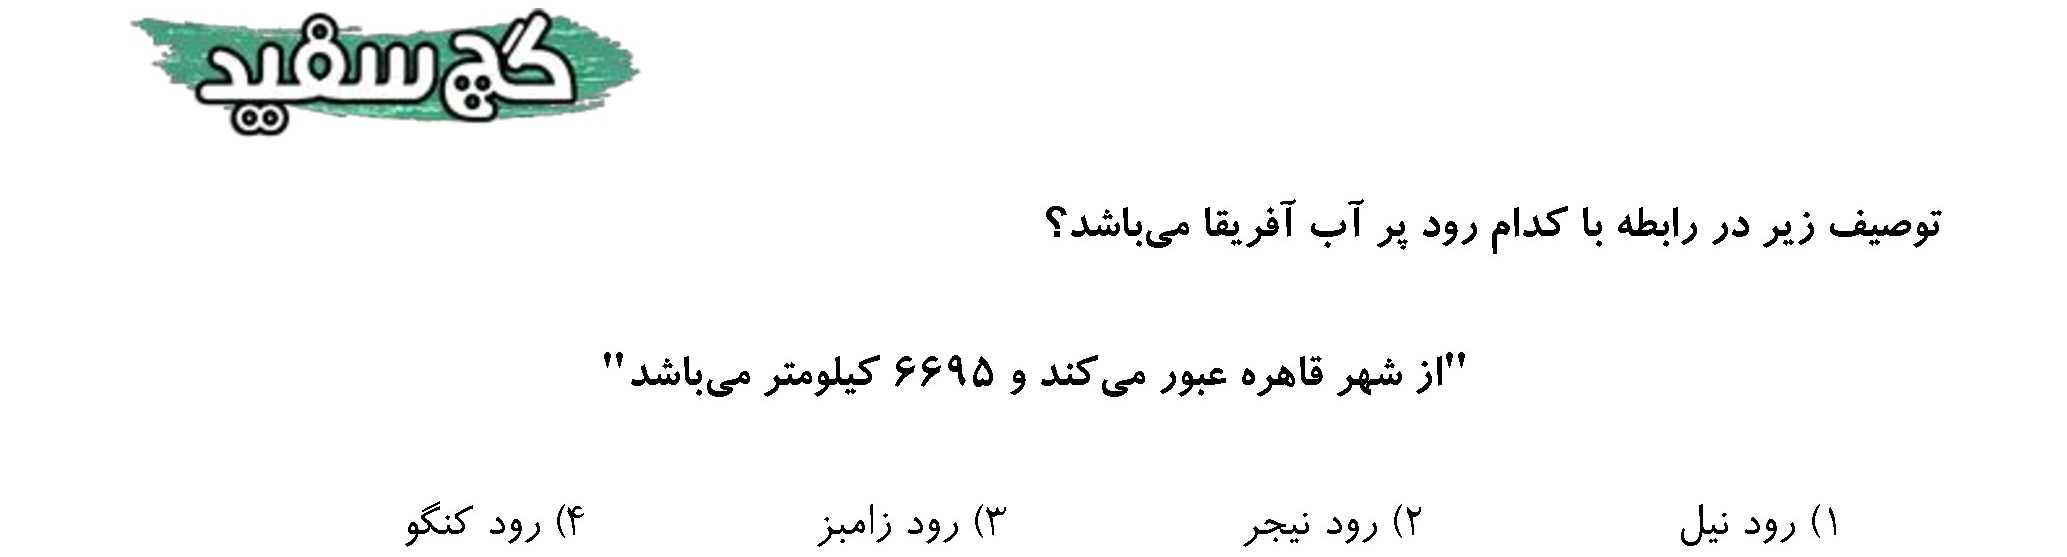 گچ سفید
توصیف زیر در رابطه با کدام رود پر آب آفریقا می‌باشد؟
"از شهر قاهره عبور می‌کند و ۶۶۹۵ کیلومتر می‌باشد"
۱) رود نیل ۲) رود نیجر ۳) رود زامبز ۴) رود کنگو